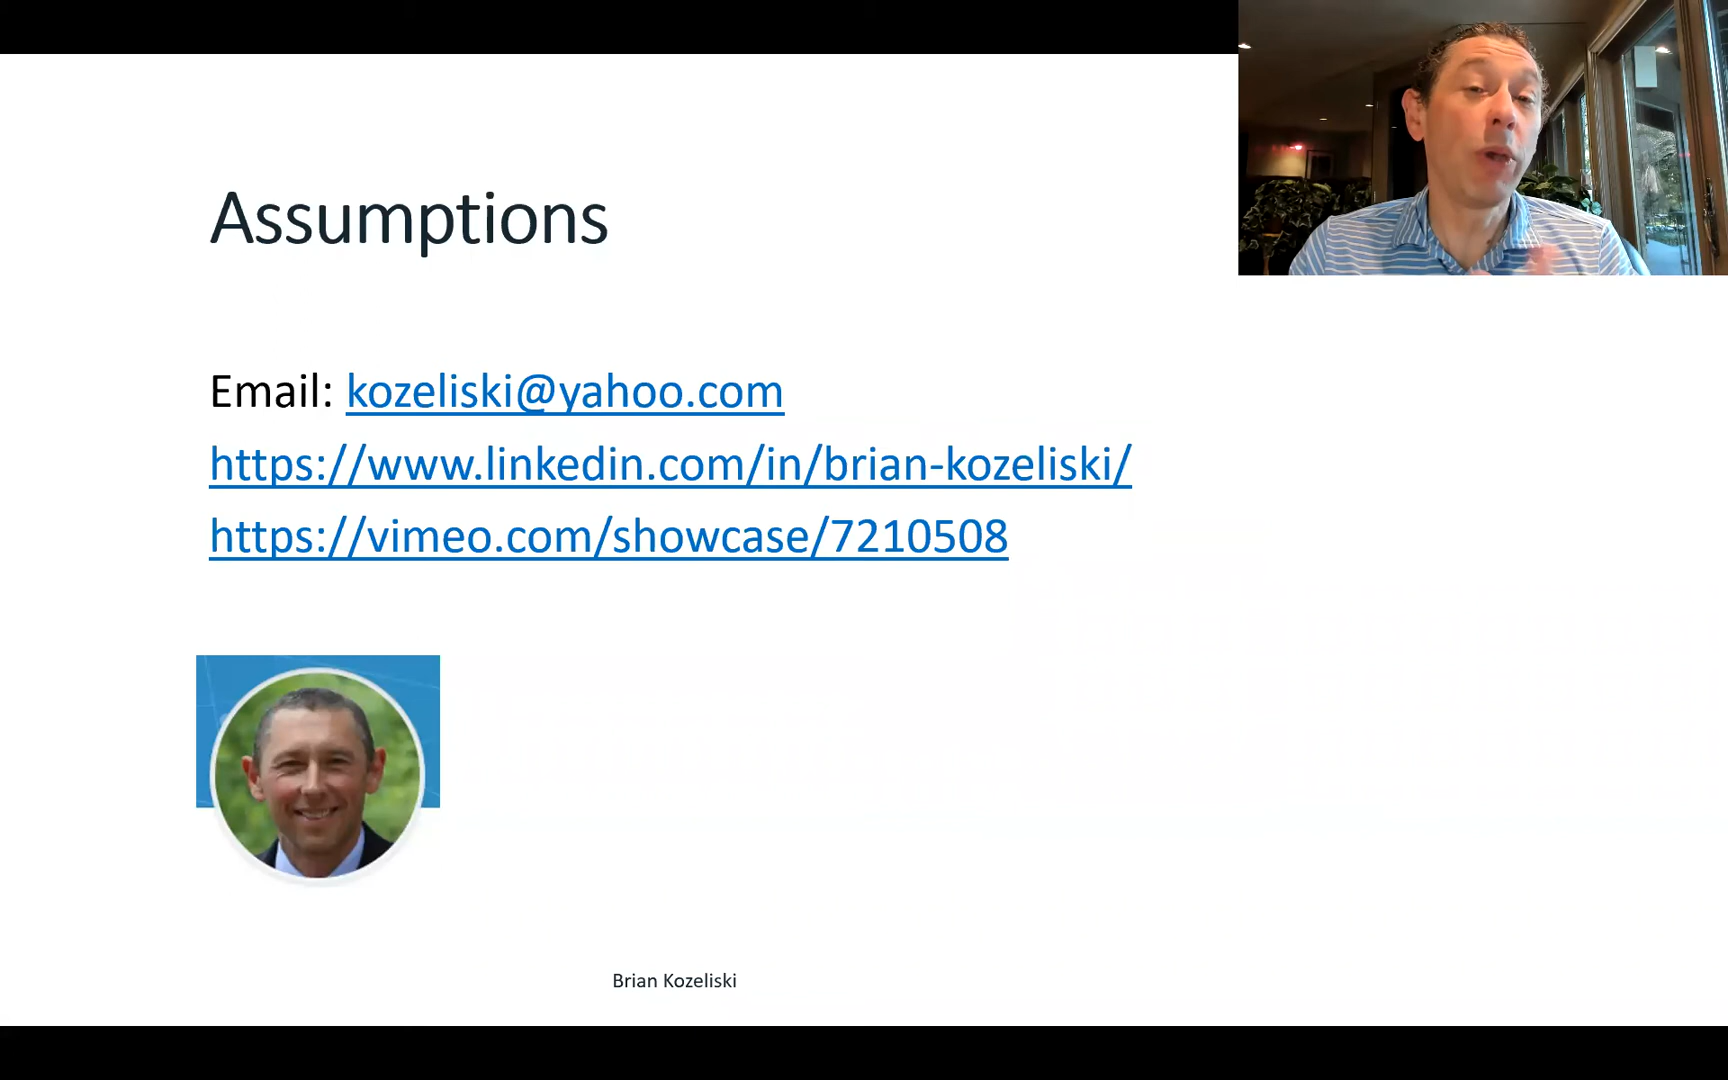 Assumptions
Email: kozeliski@yahoo.com
https://www.linkedin.com/in/brian-kozeliski/
https://vimeo.com/showcase/7210508
Brian Kozeliski